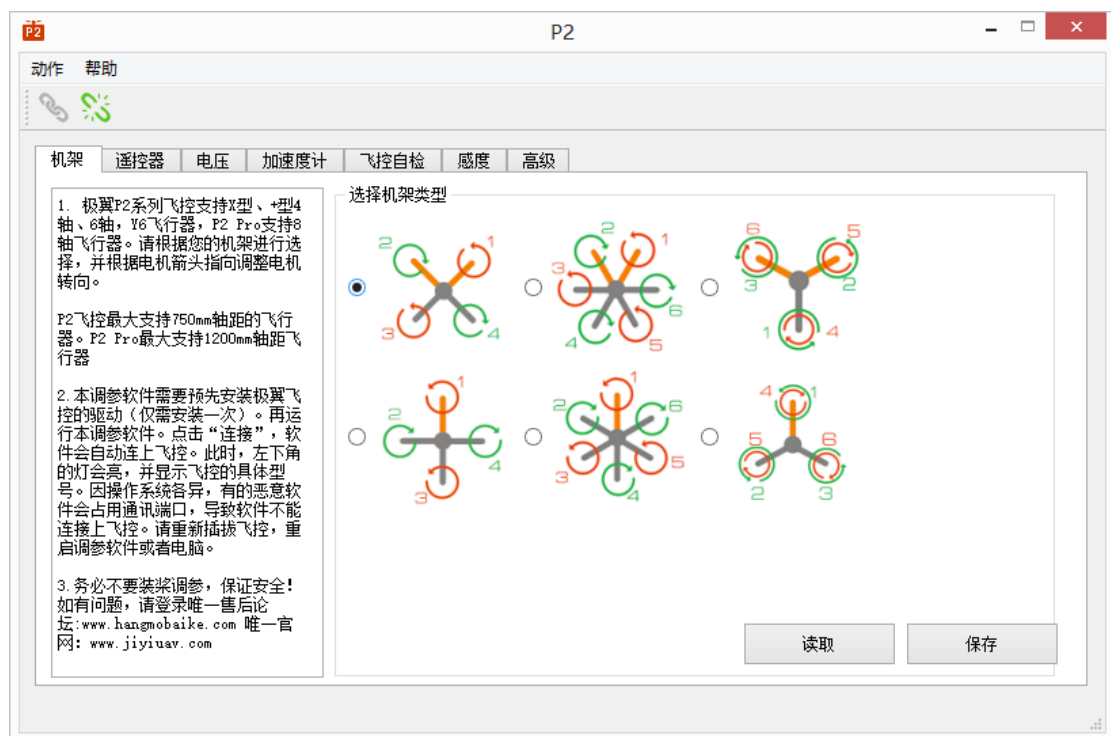 P2
P2
动作 帮助
机架 遥控器 电压 加速度计 飞控自检 感度 高级
1. 极翼P2系列飞控支持X型、+型4
轴、6轴，Y6飞行器，P2 Pro支持8
轴飞行器。请根据您的机架进行选
择，并根据电机箭头指向调整电机
转向。
P2飞控最大支持750mm轴距的飞行
器。P2 Pro最大支持1200mm轴距飞
行器
2.本调参软件需要预先安装极翼飞
控的驱动（仅需安装一次）。再运
行本调参软件。点击“连接”，软
件会自动连上飞控。此时，左下角
的灯会亮，并显示飞控的具体型
号。因操作系统各异，有的恶意软
件会占用通讯端口，导致软件不能
连接上飞控。请重新插拔飞控，重
启调参软件或者电脑。
3.务必不要装桨调参，保证安全！
如有问题，请登录唯一售后论
坛:www.hangmobaike.com 唯一官
网：www.jiyiuav.com
选择机架类型
2 1
3 4
2 1
3 6
4 5
6 5
3 2
1 4
1
2 4
3
1
2 6
3 5
4
4 1
5 6
2 3
读取 保存